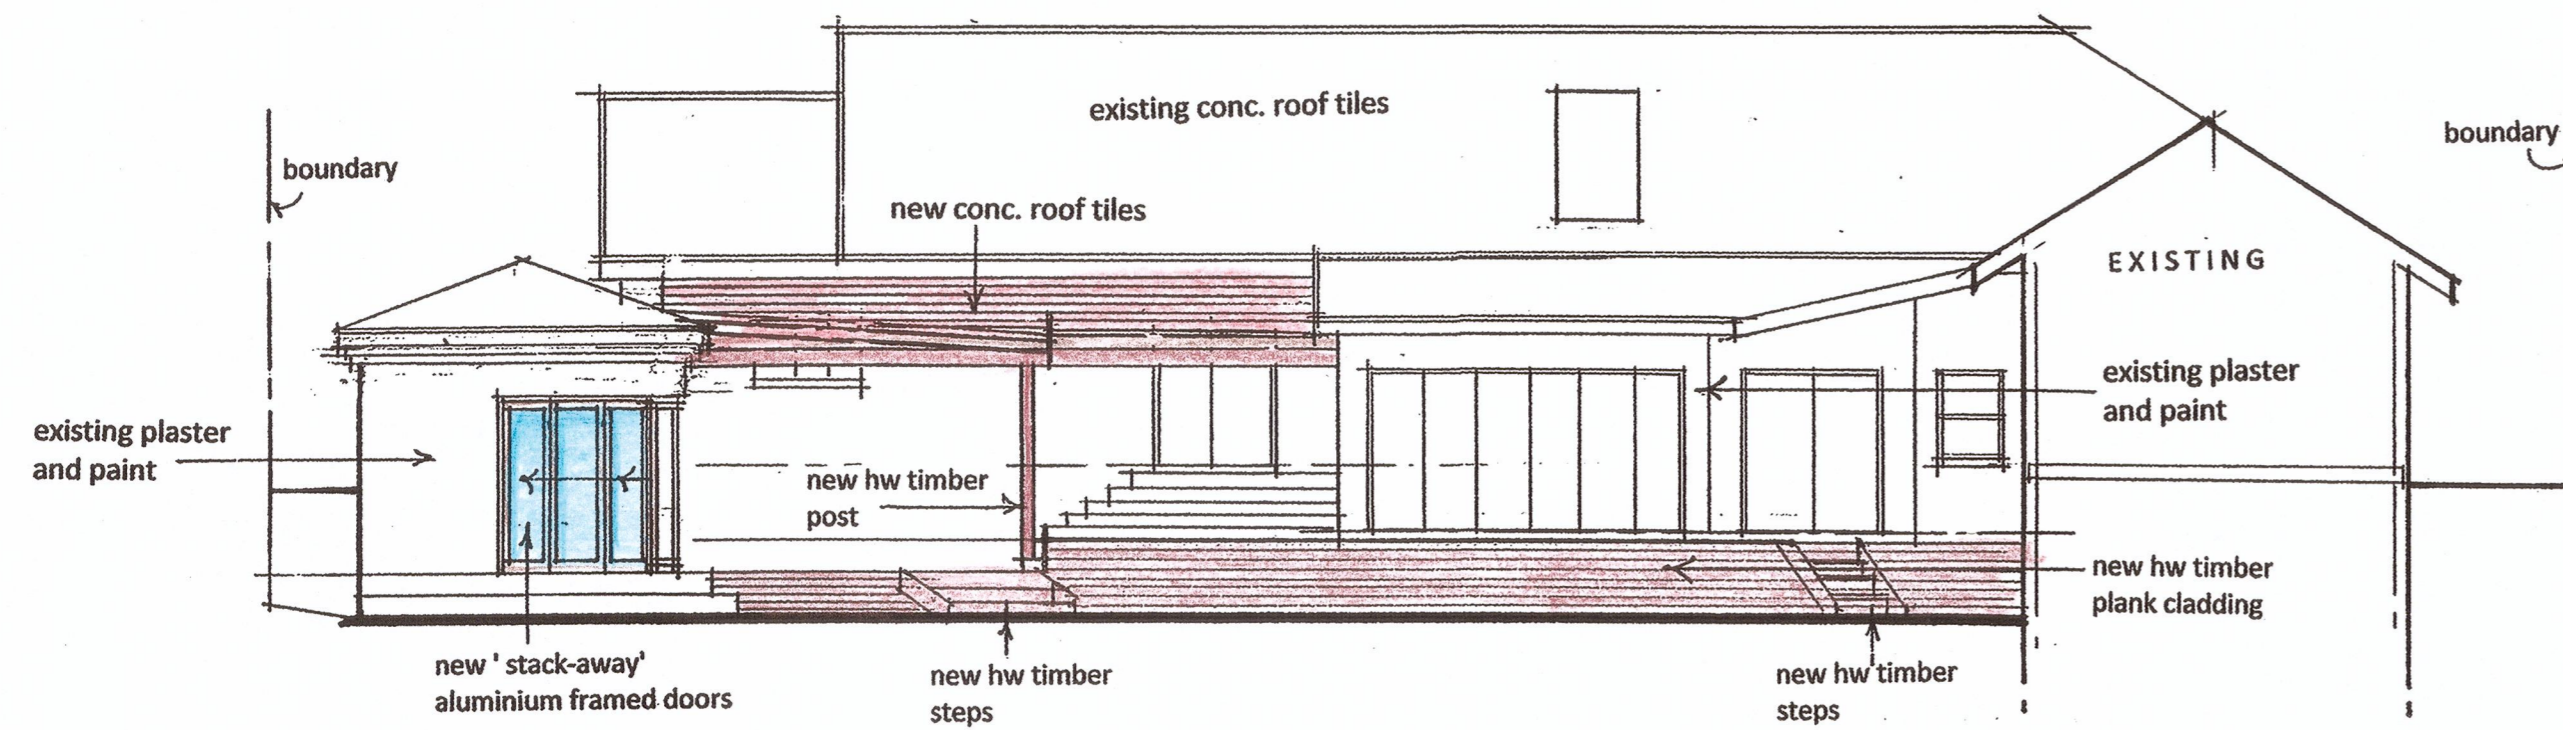 existing conc. roof tiles
boundary
boundary
new conc. roof tiles
EXISTING
existing plaster
and paint
existing plaster
and paint
new hw timber
post
new hw timber
plank cladding
new ' stack-away'
aluminium framed doors
new hw timber
steps
new hw timber
steps